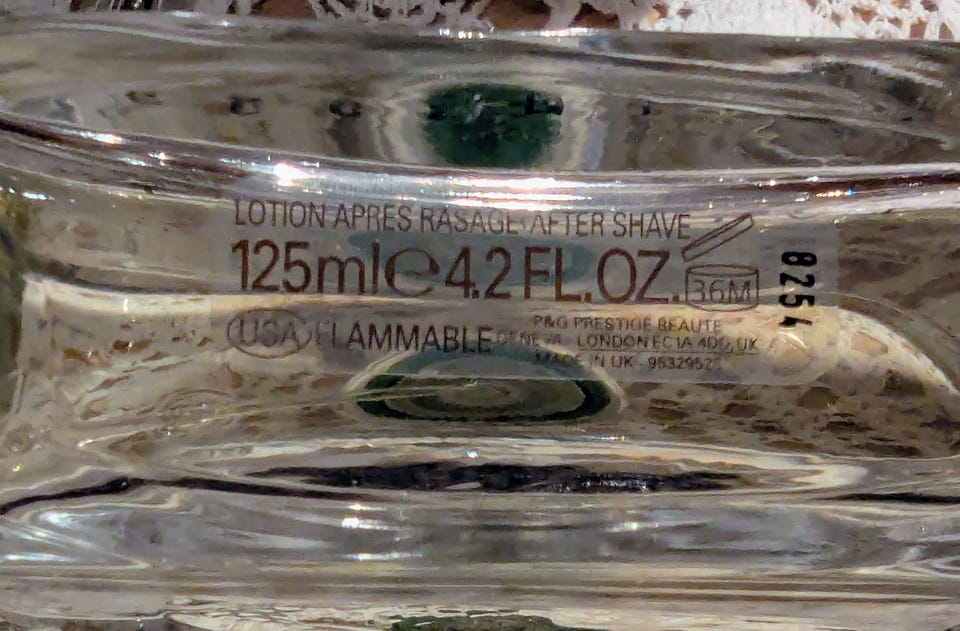 LOTION APRES RASAGE·AFTER SHAVE
125ml e 4.2 FL.OZ. 36M
USA FLAMMABLE
P&G PRESTIGE BEAUTE
GENEVA LONDON EC1A 4DD, UK
MADE IN UK -
8254